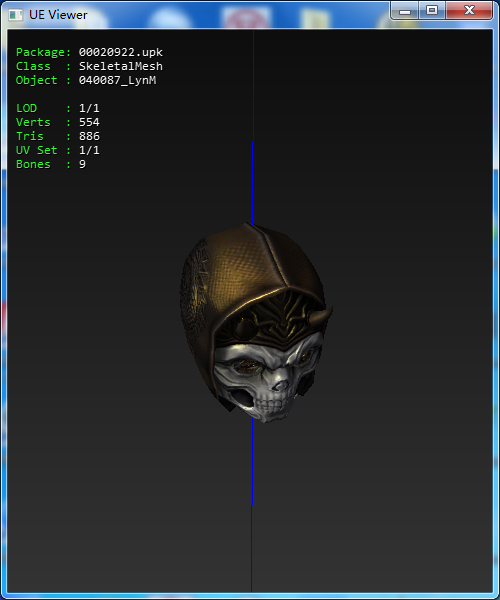 UE Viewer
Package: 00020922.upk
Class : SkeletalMesh
Object : 040087_LynM
LOD : 1/1
Verts : 554
Tris : 886
UV Set : 1/1
Bones : 9